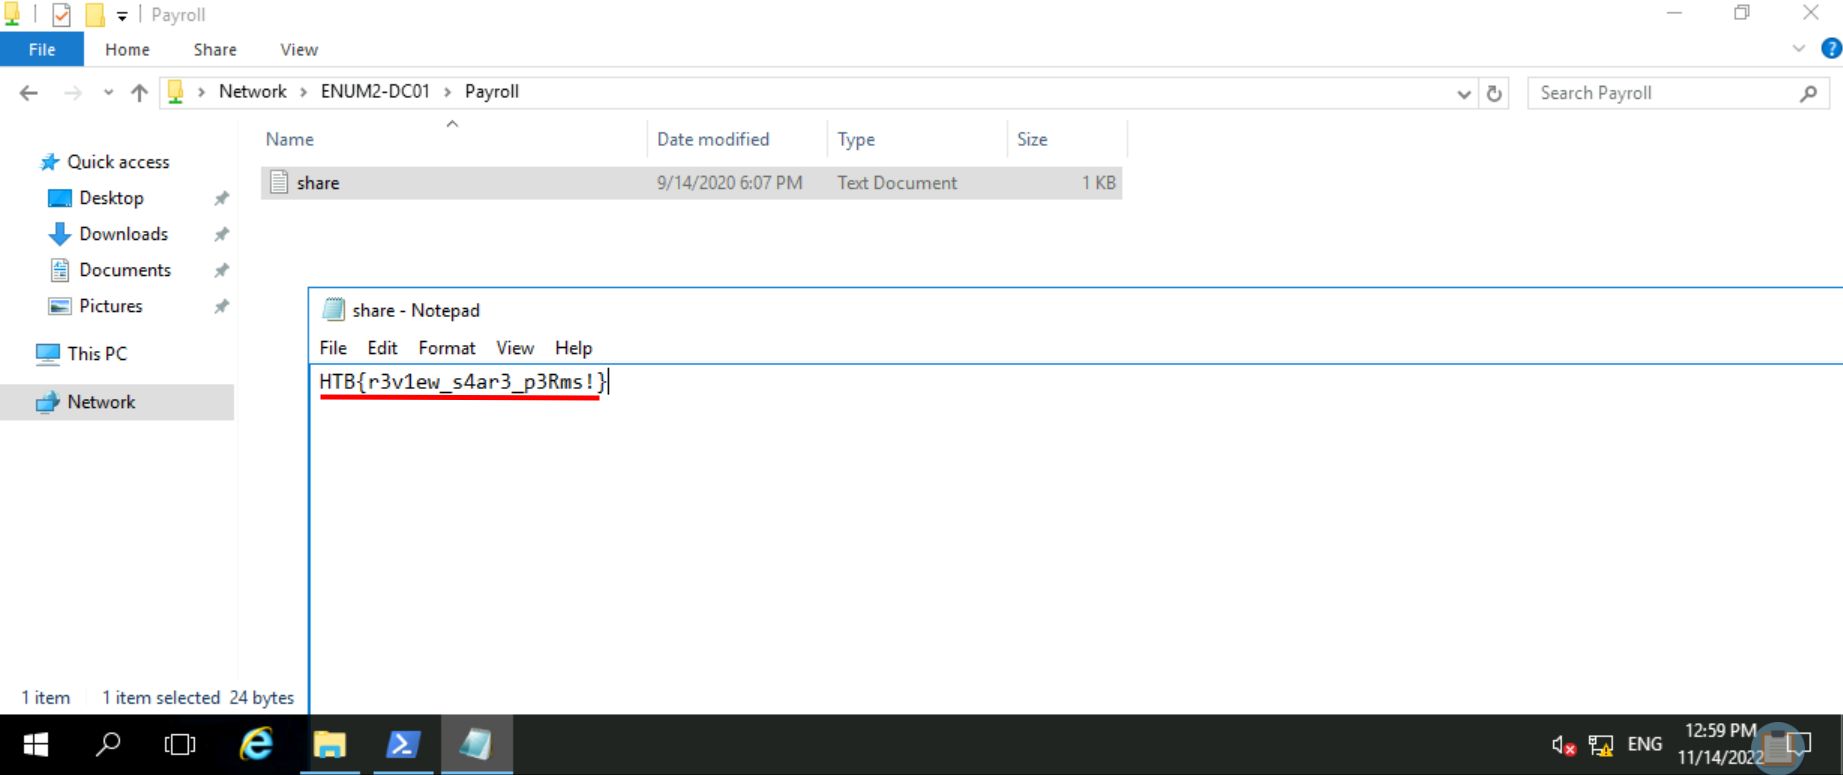 Payroll
File Home Share View
Network ENUM2-DC01 Payroll
Search Payroll
Name Date modified Type Size
Quick access
share 9/14/2020 6:07 PM Text Document 1 KB
Desktop
Downloads
Documents
Pictures
This PC
Network
share - Notepad
File Edit Format View Help
HTB{r3v1ew_s4ar3_p3Rms!}
1 item 1 item selected 24 bytes
ENG
12:59 PM
11/14/2022